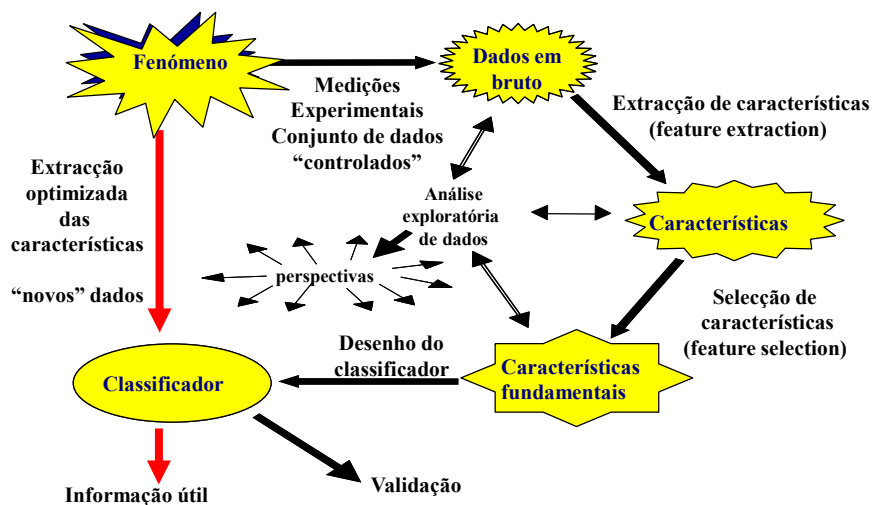 Fenómeno
Dados em
bruto
Medições
Experimentais
Conjunto de dados
“controlados”
Extracção de características
(feature extraction)
Extracção
optimizada
das
características
“novos” dados
Análise
exploratória
de dados
Características
perspectivas
Selecção de
características
(feature selection)
Desenho do
classificador
Características
fundamentais
Classificador
Validação
Informação útil